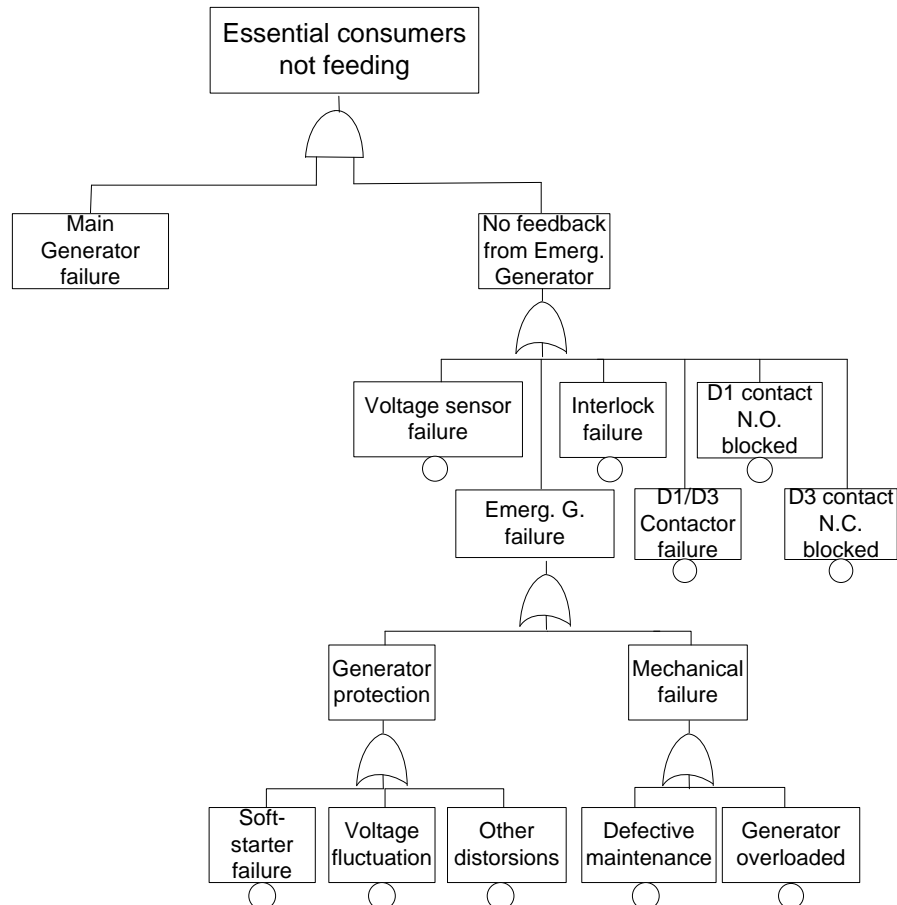 Essential consumers
not feeding
Main
Generator
failure
No feedback
from Emerg.
Generator
Voltage sensor
failure
Interlock
failure
D1 contact
N.O.
blocked
Emerg. G.
failure
D1/D3
Contactor
failure
D3 contact
N.C.
blocked
Generator
protection
Mechanical
failure
Soft-
starter
failure
Voltage
fluctuation
Other
distorsions
Defective
maintenance
Generator
overloaded